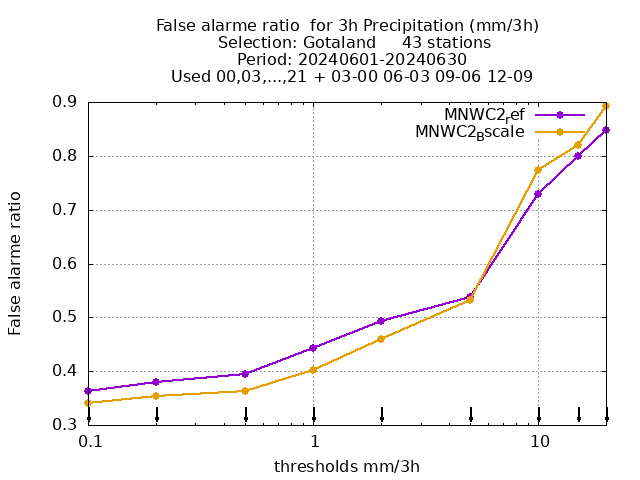 False alarme ratio  for 3h Precipitation (mm/3h)
Selection: Gotaland     43 stations
Period: 20240601-20240630
Used 00,03,...,21 + 03-00 06-03 09-06 12-09
MNWC2ref
MNWC2Bscale
0.9
0.8
0.7
0.6
0.5
0.4
0.3
False alarme ratio
0.1 1 10
thresholds mm/3h